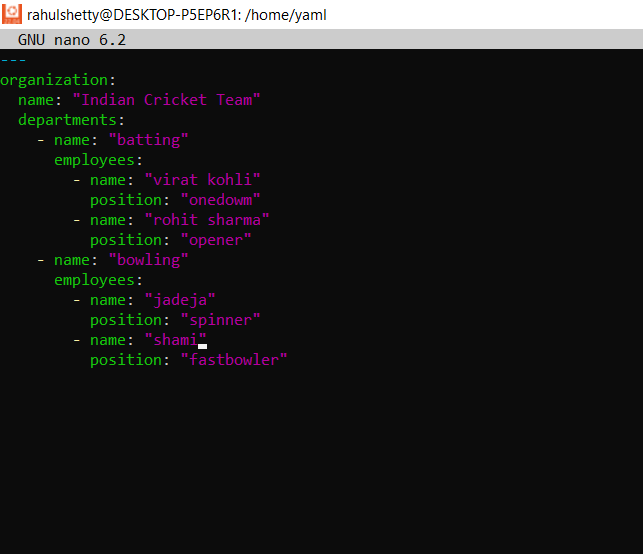 rahulshetty@DESKTOP-P5EP6R1: /home/yaml
GNU nano 6.2
---
organization:
  name: "Indian Cricket Team"
  departments:
    - name: "batting"
      employees:
        - name: "virat kohli"
          position: "onedowm"
        - name: "rohit sharma"
          position: "opener"
    - name: "bowling"
      employees:
        - name: "jadeja"
          position: "spinner"
        - name: "shami"
          position: "fastbowler"